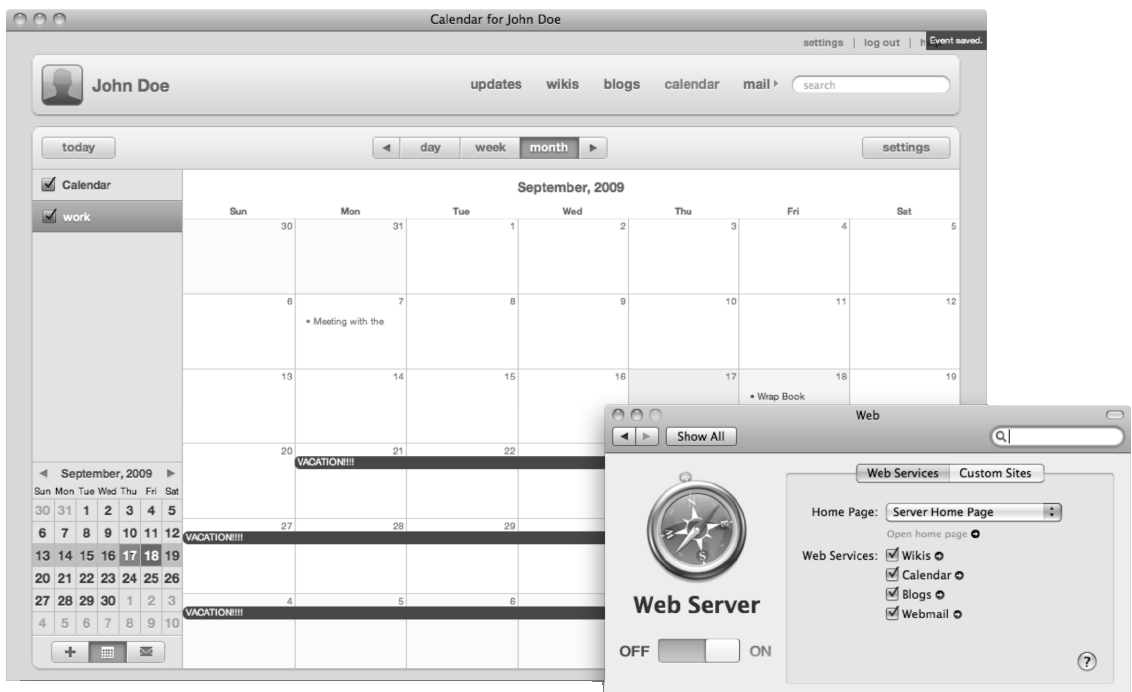 Calendar for John Doe
settings | log out | h
Event saved.
John Doe
updates wikis blogs calendar mail search
today day week month settings
Calendar
work
September, 2009
Sun Mon Tue Wed Thu Fri Sat
30 31 1 2 3 4 5
6 7 8 9 10 11 12
• Meeting with the
13 14 15 16 17 18 19
• Wrap Book
20 21 22
VACATION!!!!
27 28 29
VACATION!!!!
4 5 6
VACATION!!!!
September, 2009
Sun Mon Tue Wed Thu Fri Sat
30 31 1 2 3 4 5
6 7 8 9 10 11 12
13 14 15 16 17 18 19
20 21 22 23 24 25 26
27 28 29 30 1 2 3
4 5 6 7 8 9 10
+
Web
Show All
Web Services Custom Sites
Home Page: Server Home Page
Open home page
Web Services: Wikis
Calendar
Blogs
Webmail
Web Server
OFF ON
?